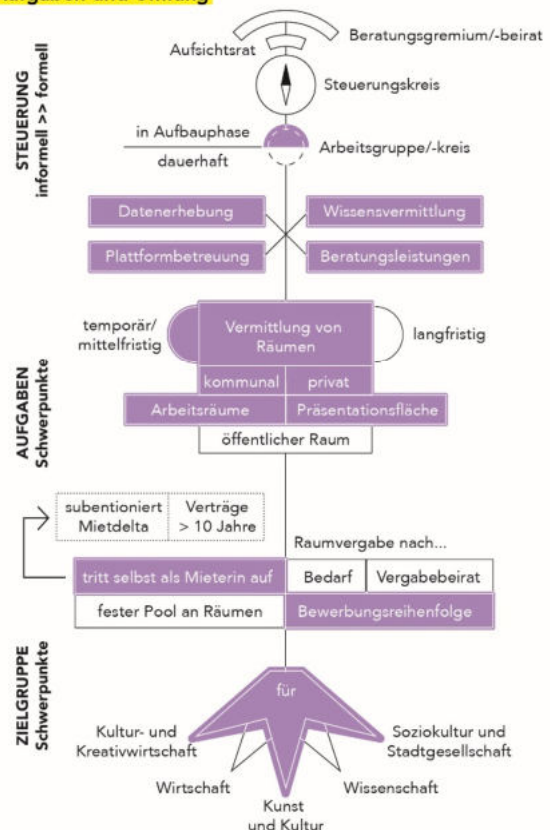 Aufgaben und Umfang
STEUERUNG
informell >> formell
Aufsichtsrat
Beratungsgremium/-beirat
Steuerungskreis
in Aufbauphase
dauerhaft
Arbeitsgruppe/-kreis
Datenerhebung
Wissensvermittlung
Plattformbetreuung
Beratungsleistungen
AUFGABEN
Schwerpunkte
temporär/
mittelfristig
Vermittlung von
Räumen
langfristig
kommunal
privat
Arbeitsräume
Präsentationsfläche
öffentlicher Raum
subentioniert
Mietdelta
Verträge
> 10 Jahre
Raumvergabe nach...
tritt selbst als Mieterin auf
Bedarf
Vergabebeirat
fester Pool an Räumen
Bewerbungsreihenfolge
ZIELGRUPPE
Schwerpunkte
für
Kultur- und
Kreativwirtschaft
Soziokultur und
Stadtgesellschaft
Wirtschaft
Wissenschaft
Kunst
und Kultur